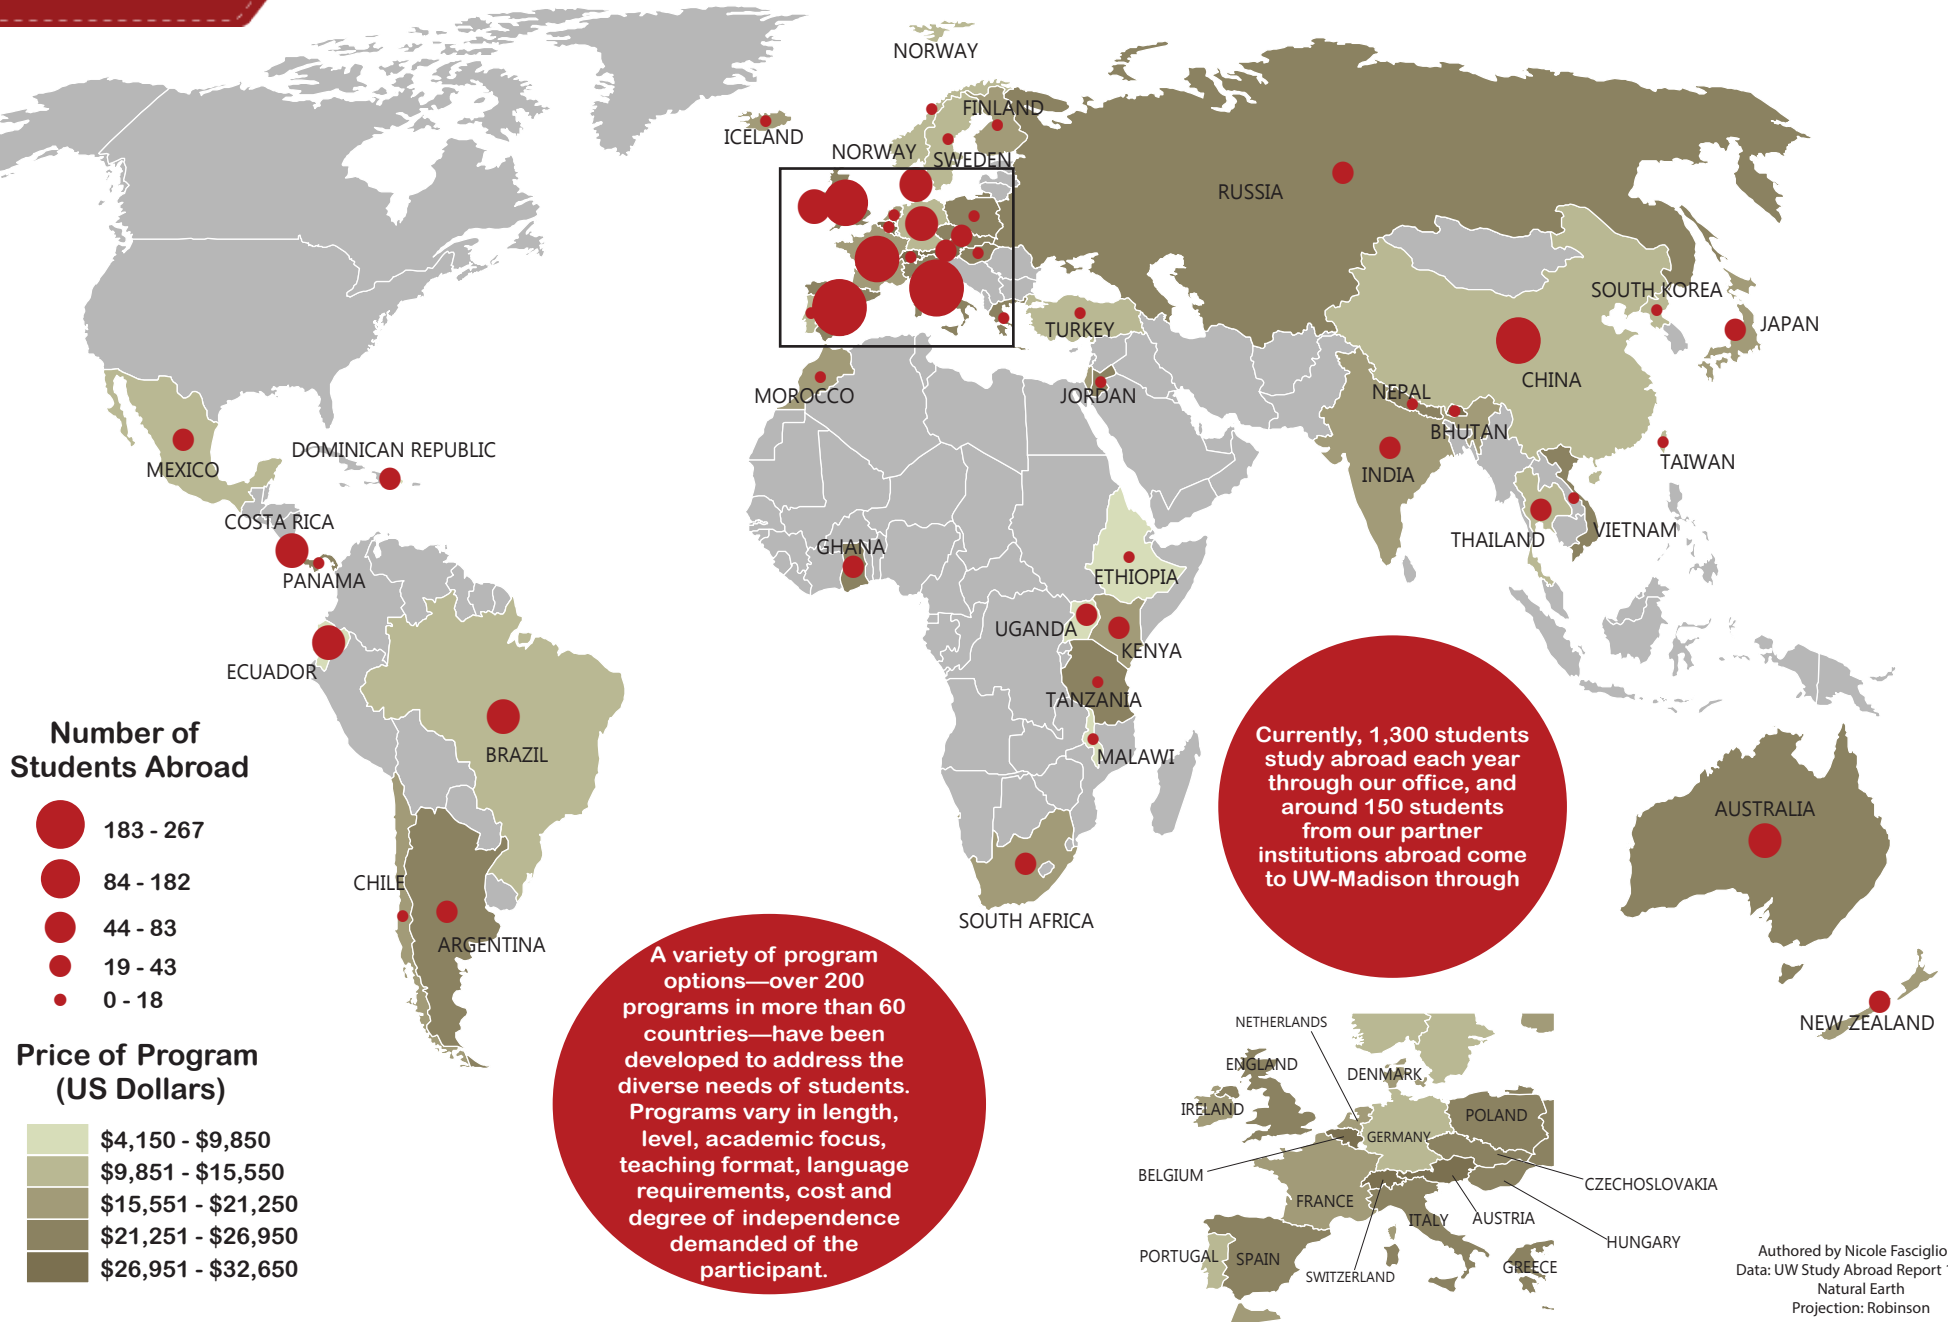 NORWAY
FINLAND
ICELAND
NORWAY
SWEDEN
RUSSIA
SOUTH KOREA
JAPAN
TURKEY
CHINA
MOROCCO
JORDAN
NEPAL
BHUTAN
DOMINICAN REPUBLIC
MEXICO
TAIWAN
INDIA
COSTA RICA
VIETNAM
THAILAND
GHANA
PANAMA
ETHIOPIA
UGANDA
KENYA
ECUADOR
TANZANIA
BRAZIL
MALAWI
AUSTRALIA
CHILE
SOUTH AFRICA
ARGENTINA
NEW ZEALAND
Number of
Students Abroad
183 - 267
84 - 182
44 - 83
19 - 43
0 - 18
Price of Program
(US Dollars)
$4,150 - $9,850
$9,851 - $15,550
$15,551 - $21,250
$21,251 - $26,950
$26,951 - $32,650
A variety of program
options—over 200
programs in more than 60
countries—have been
developed to address the
diverse needs of students.
Programs vary in length,
level, academic focus,
teaching format, language
requirements, cost and
degree of independence
demanded of the
participant.
Currently, 1,300 students
study abroad each year
through our office, and
around 150 students
from our partner
institutions abroad come
to UW-Madison through
NETHERLANDS
ENGLAND
DENMARK
IRELAND
POLAND
GERMANY
BELGIUM
CZECHOSLOVAKIA
FRANCE
ITALY
AUSTRIA
HUNGARY
PORTUGAL
SPAIN
SWITZERLAND
GREECE
Authored by Nicole Fasciglio
Data: UW Study Abroad Report
Natural Earth
Projection: Robinson